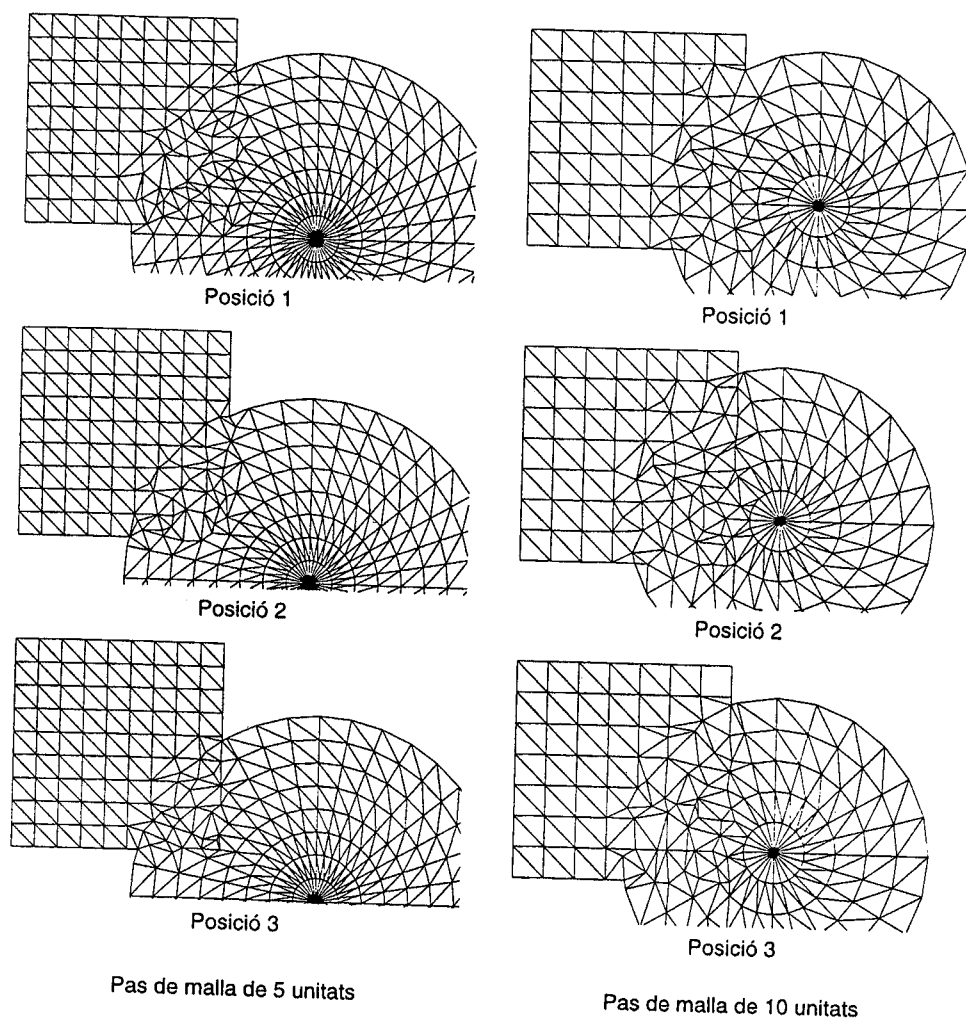 Posició 1
Posició 1
Posició 2
Posició 2
Posició 3
Posició 3
Pas de malla de 5 unitats
Pas de malla de 10 unitats